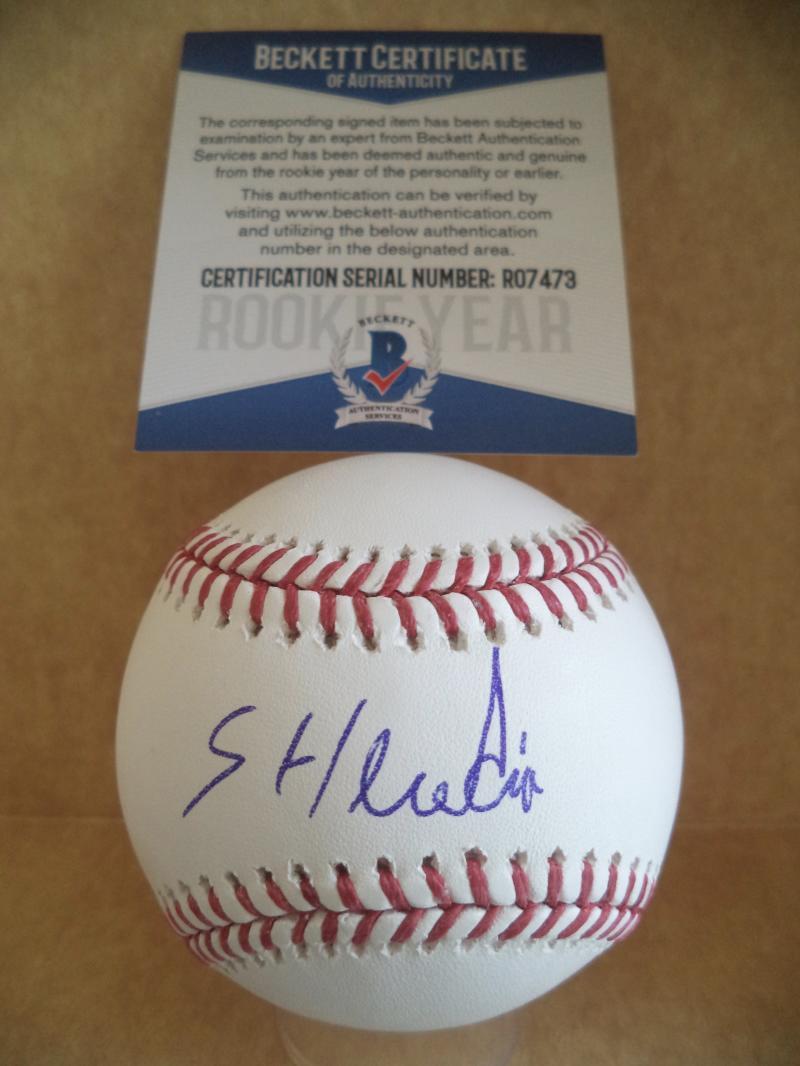 BECKETT CERTIFICATE
OF AUTHENTICITY
The corresponding signed item has been subjected to
examination by an expert from Beckett Authentication
Services and has been deemed authentic and genuine
from the rookie year of the personality or earlier.
This authentication can be verified by
visiting www.beckett-authentication.com
and utilizing the below authentication
number in the designated area.
CERTIFICATION SERIAL NUMBER: R07473
ROOKIE YEAR
BECKETT
B
AUTHENTICATION
SERVICES